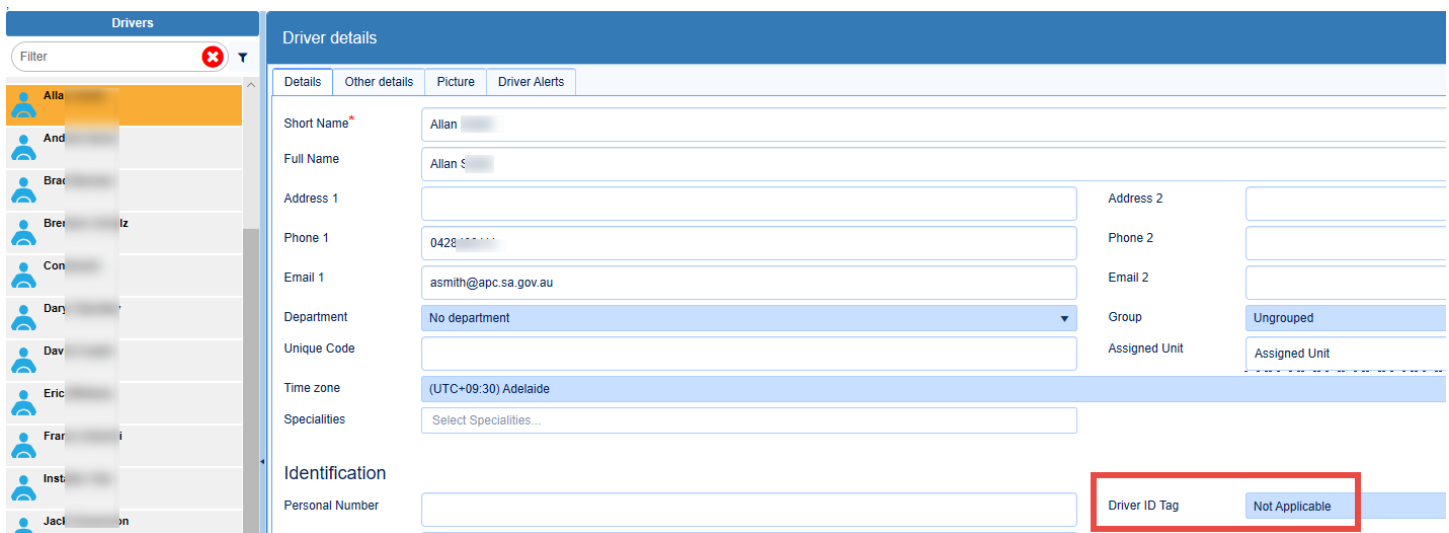 Drivers
Filter
Alla
And
Brac
Brer lz
Con
Dary
Dav
Eric
Fran i
Insta
Jack on
Driver details
Details Other details Picture Driver Alerts
Short Name* Allan
Full Name Allan S
Address 1 Address 2
Phone 1 0428 Phone 2
Email 1 asmith@apc.sa.gov.au Email 2
Department No department Group Ungrouped
Unique Code Assigned Unit Assigned Unit
Time zone (UTC+09:30) Adelaide
Specialities Select Specialities...
Identification
Personal Number Driver ID Tag Not Applicable